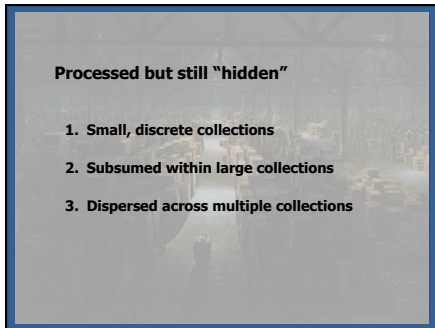 Processed but still “hidden”
1. Small, discrete collections
2. Subsumed within large collections
3. Dispersed across multiple collections